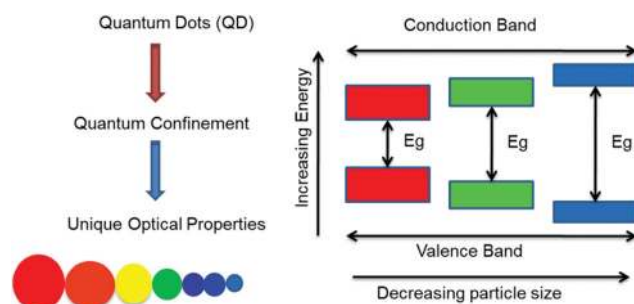 Quantum Dots (QD)
Quantum Confinement
Unique Optical Properties
Conduction Band
Increasing Energy
Eg
Eg
Eg
Valence Band
Decreasing particle size